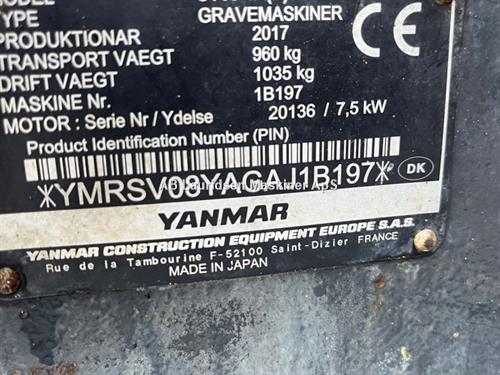 TYPE GRAVEMASKINER
PRODUKTIONAR 2017
TRANSPORT VAEGT 960 kg
DRIFT VAEGT 1035 kg
MASKINE Nr. 1B197
MOTOR : Serie Nr / Ydelse 20136 / 7,5 kW
CE
Product Identification Number (PIN)
*YMRSV08YAGAJ1B197* DK
AB Laundsen Maskiner ApS
YANMAR
YANMAR CONSTRUCTION EQUIPMENT EUROPE S.A.S.
Rue de la Tambourine F-52100 Saint-Dizier FRANCE
MADE IN JAPAN